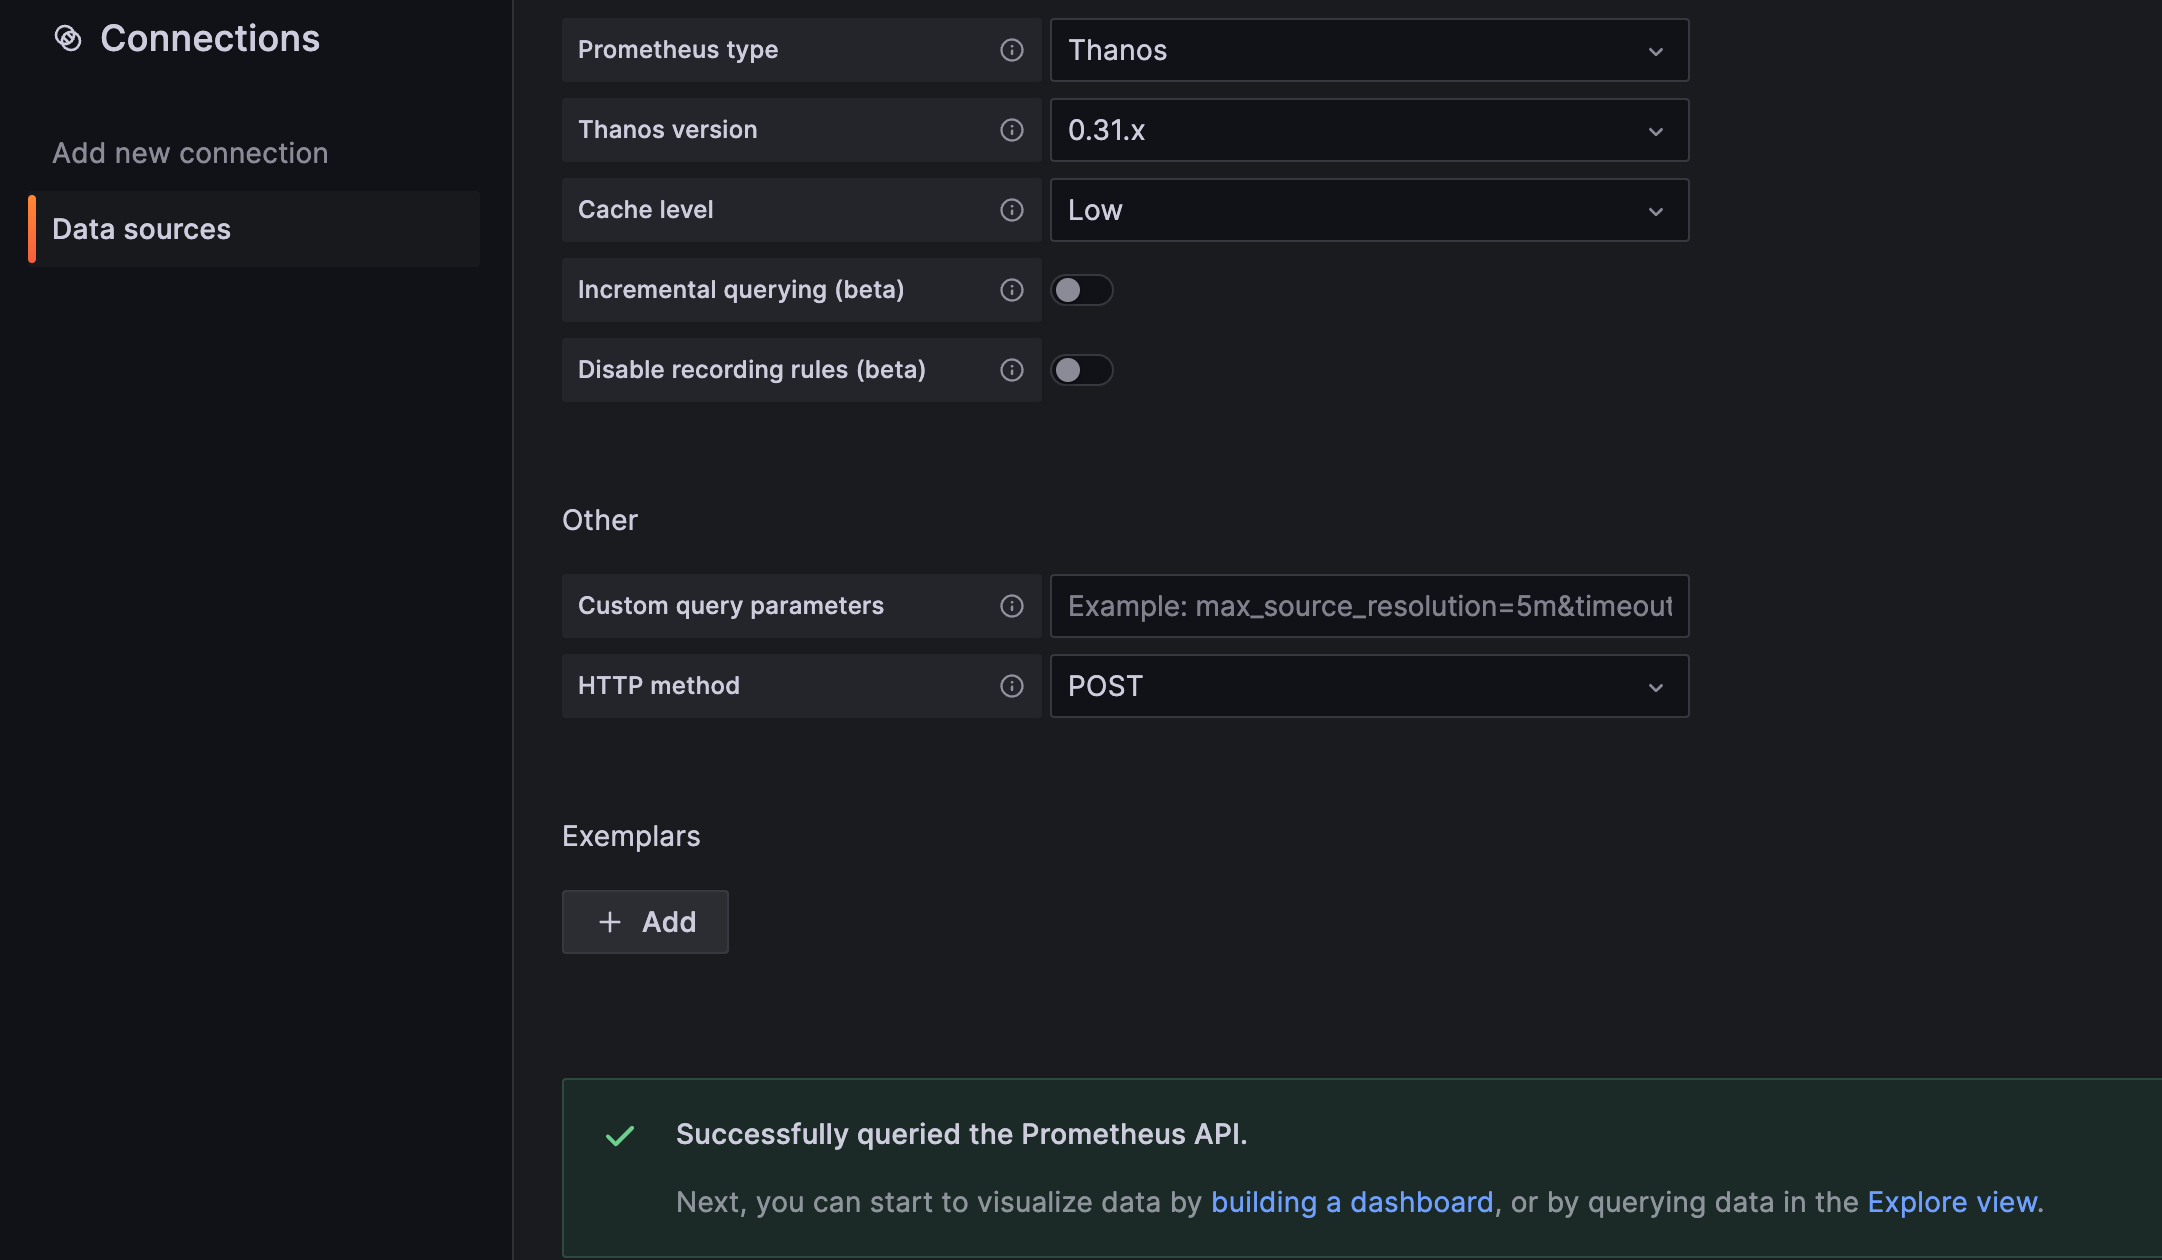 Connections
Add new connection
Data sources
Prometheus type
Thanos
Thanos version
0.31.x
Cache level
Low
Incremental querying (beta)
Disable recording rules (beta)
Other
Custom query parameters
Example: max_source_resolution=5m&timeout
HTTP method
POST
Exemplars
Add
Successfully queried the Prometheus API.
Next, you can start to visualize data by building a dashboard, or by querying data in the Explore view.